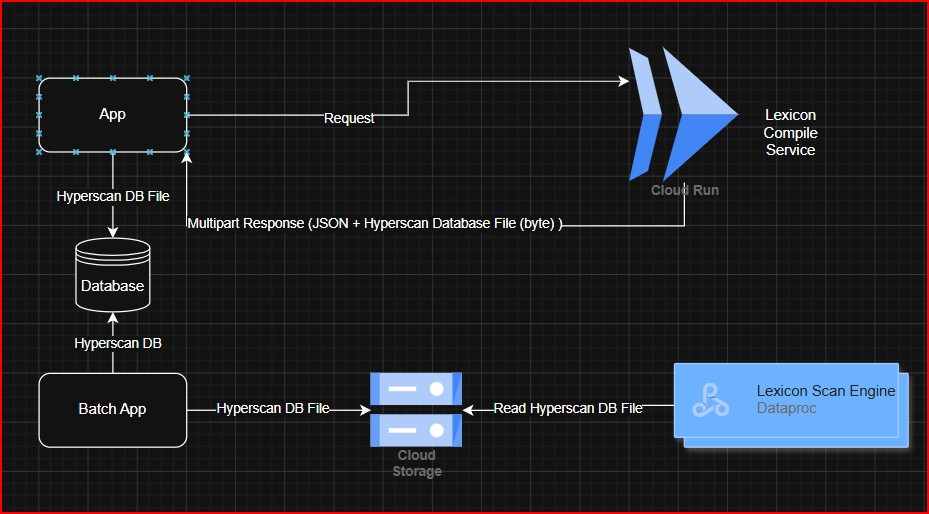 App
Request
Lexicon
Compile
Service
Cloud Run
Hyperscan DB File
Multipart Response (JSON + Hyperscan Database File (byte) )
Database
Hyperscan DB
Batch App
Hyperscan DB File
Cloud
Storage
Read Hyperscan DB File
Lexicon Scan Engine
Dataproc